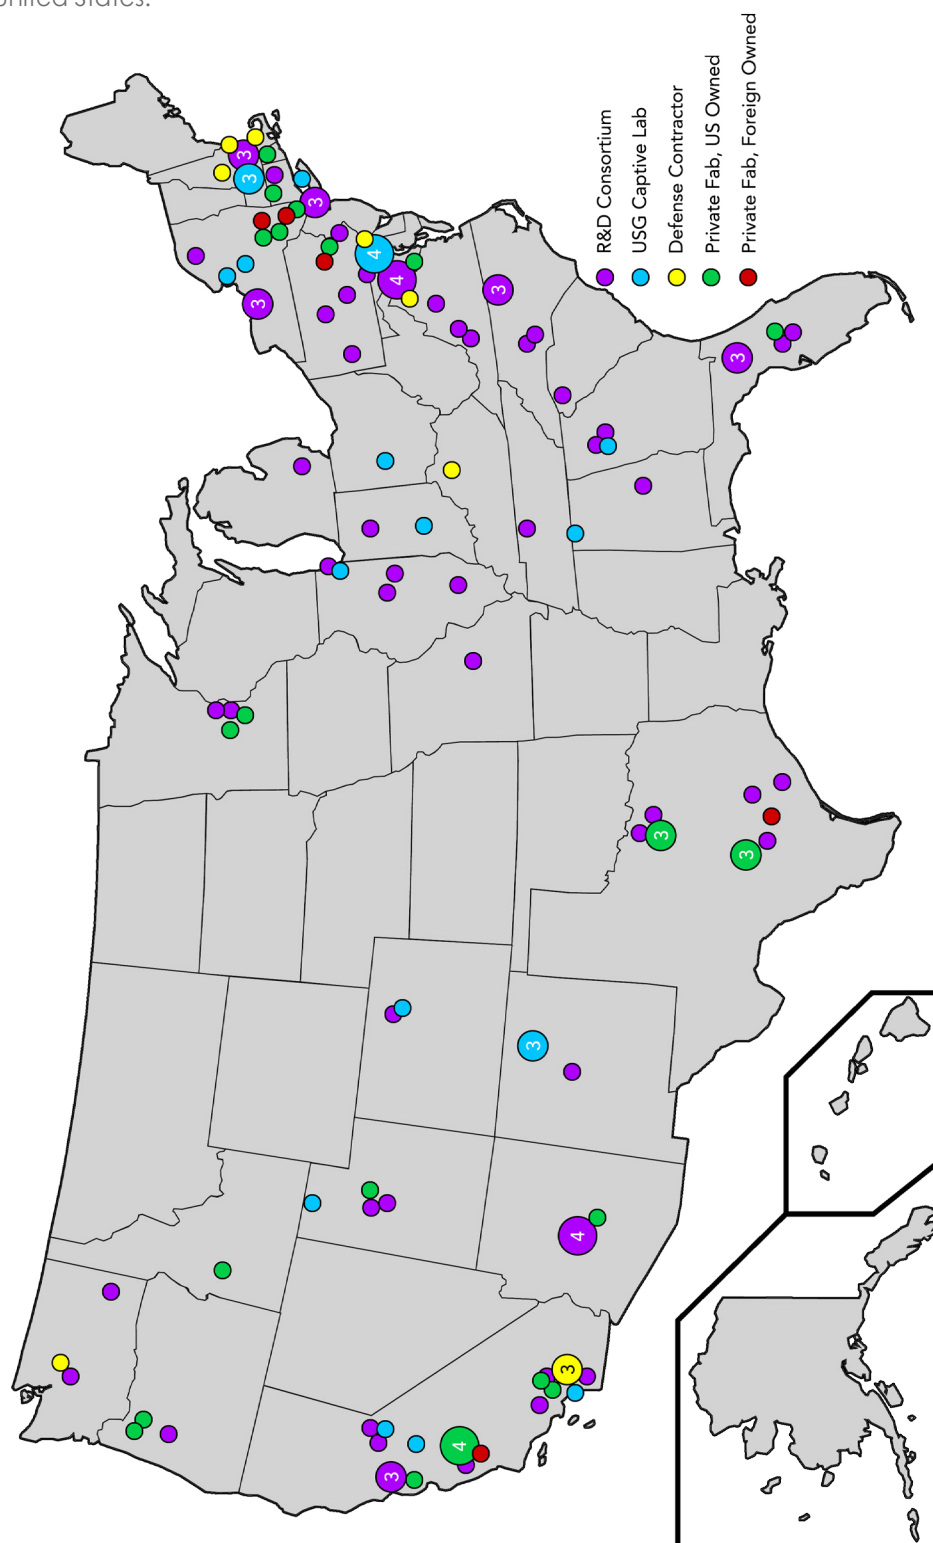 United States.
R&D Consortium
USG Captive Lab
Defense Contractor
Private Fab, US Owned
Private Fab, Foreign Owned
3
3
3
3
4
4
3
3
3
3
3
4
3
4
3